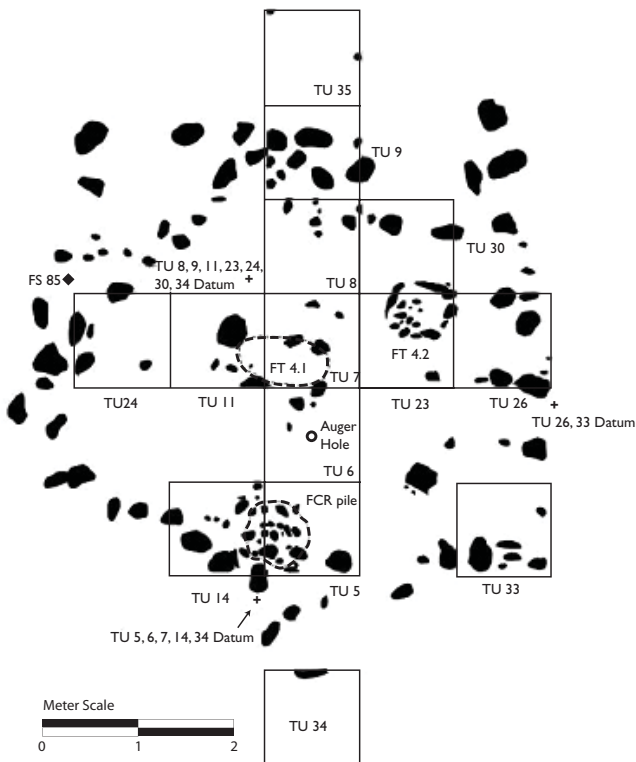 TU 35
TU 9
TU 30
FS 85
TU 8, 9, 11, 23, 24,
30, 34 Datum
TU 8
FT 4.1
FT 4.2
TU 7
TU24
TU 11
TU 23
TU 26
TU 26, 33 Datum
Auger
Hole
TU 6
FCR pile
TU 14
TU 5
TU 33
TU 5, 6, 7, 14, 34 Datum
Meter Scale
0 1 2
TU 34